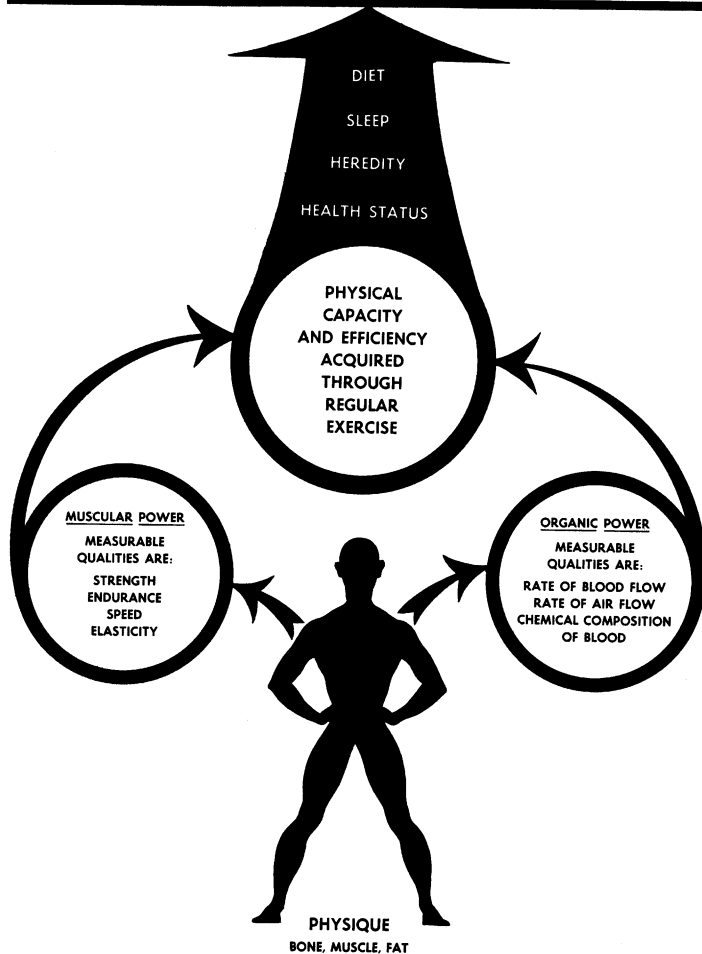 DIET
SLEEP
HEREDITY
HEALTH STATUS
PHYSICAL
CAPACITY
AND EFFICIENCY
ACQUIRED
THROUGH
REGULAR
EXERCISE
MUSCULAR POWER
MEASURABLE
QUALITIES ARE:
STRENGTH
ENDURANCE
SPEED
ELASTICITY
ORGANIC POWER
MEASURABLE
QUALITIES ARE:
RATE OF BLOOD FLOW
RATE OF AIR FLOW
CHEMICAL COMPOSITION
OF BLOOD
PHYSIQUE
BONE, MUSCLE, FAT